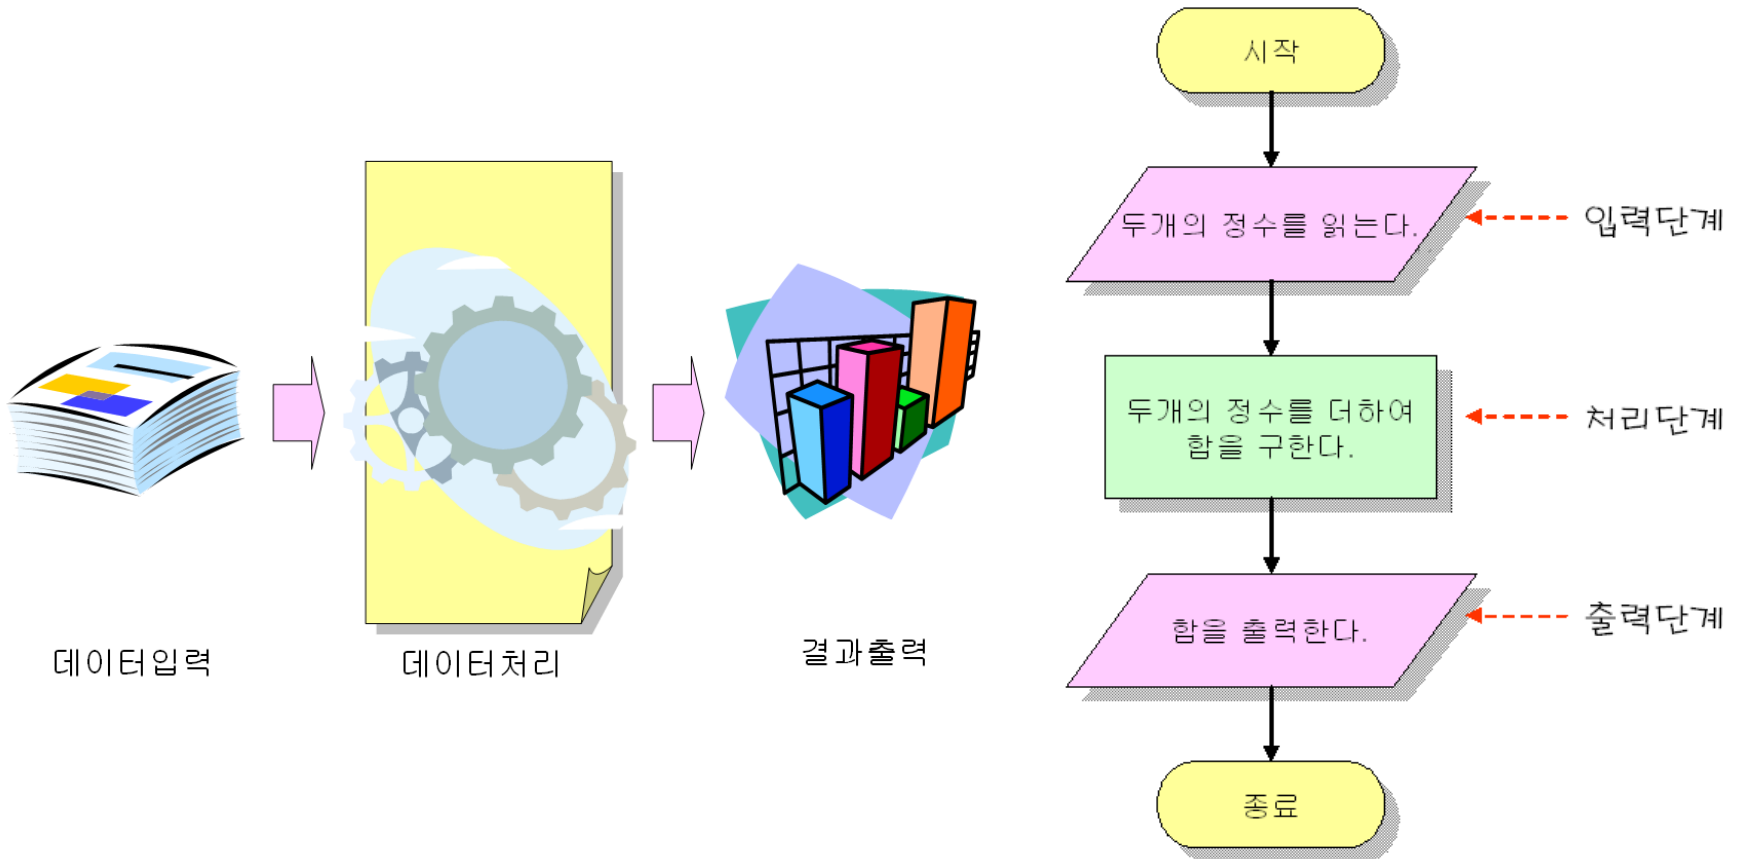 데이터입력
데이터처리
결과출력
시작
두개의 정수를 읽는다.
입력단계
두개의 정수를 더하여
합을 구한다.
처리단계
합을 출력한다.
출력단계
종료